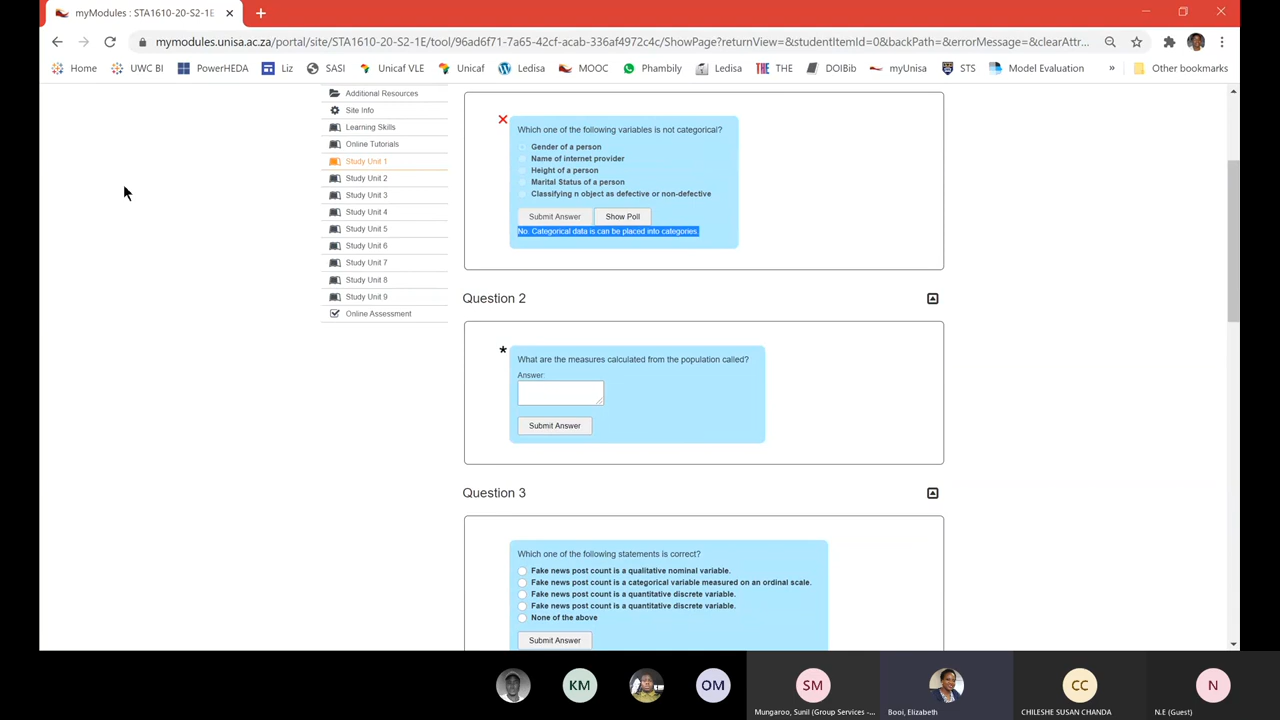 myModules : STA1610-20-S2-1E
mymodules.unisa.ac.za/portal/site/STA1610-20-S2-1E/tool/96ad6f71-7a65-42cf-acab-336af4972c4c/ShowPage?returnView=&studentItemId=0&backPath=&errorMessage=&clearAttr...
Home UWC BI PowerHEDA Liz SASI Unicaf VLE Unicaf Ledisa MOOC Phambily Ledisa THE DOIBib myUnisa STS Model Evaluation » Other bookmarks
Additional Resources
Site Info
Learning Skills
Online Tutorials
Study Unit 1
Study Unit 2
Study Unit 3
Study Unit 4
Study Unit 5
Study Unit 6
Study Unit 7
Study Unit 8
Study Unit 9
Online Assessment
Which one of the following variables is not categorical?
Gender of a person
Name of internet provider
Height of a person
Marital Status of a person
Classifying n object as defective or non-defective
Submit Answer Show Poll
No. Categorical data is can be placed into categories.
Question 2
* What are the measures calculated from the population called?
Answer:
Submit Answer
Question 3
Which one of the following statements is correct?
Fake news post count is a qualitative nominal variable.
Fake news post count is a categorical variable measured on an ordinal scale.
Fake news post count is a quantitative discrete variable.
Fake news post count is a quantitative discrete variable.
None of the above
Submit Answer
KM OM SM CC N
Mungaroo, Sunil (Group Services -... Booi, Elizabeth CHILESHE SUSAN CHANDA N.E (Guest)